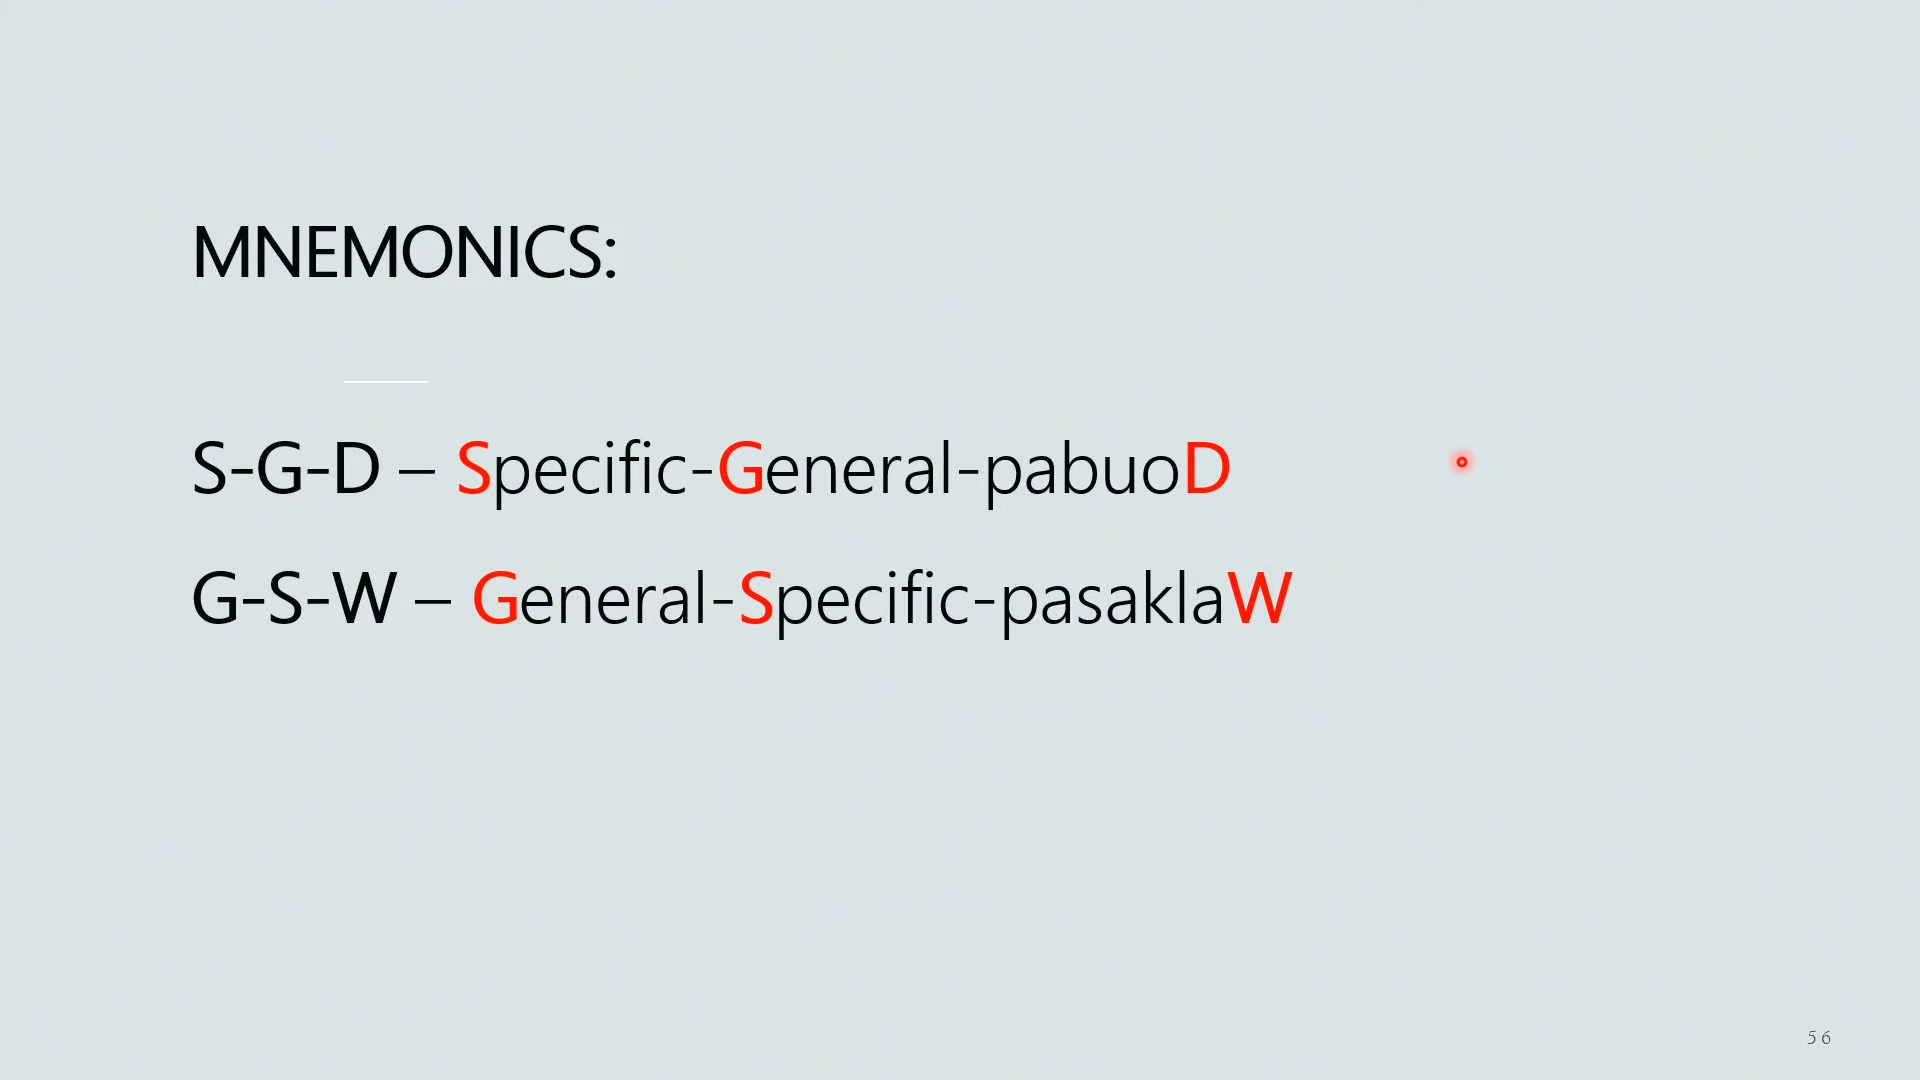 MNEMONICS:
S-G-D – Specific-General-pabuoD
G-S-W – General-Specific-pasaklaW
56